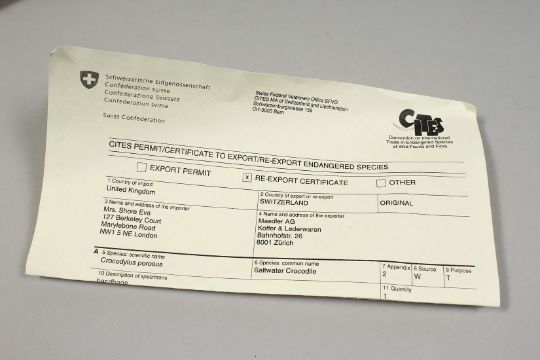 Schweizerische Eidgenossenschaft
Confédération suisse
Confederazione Svizzera
Confederaziun svizra
Swiss Confederation
Swiss Federal Veterinary Office SFVO
CITES MA of Switzerland and Liechtenstein
Schwarzenburgstrasse 155
CH-3003 Bern
CITES
Convention on International
Trade in Endangered Species
of Wild Fauna and Flora
CITES PERMIT/CERTIFICATE TO EXPORT/RE-EXPORT ENDANGERED SPECIES
EXPORT PERMIT
x RE-EXPORT CERTIFICATE
OTHER
1 Country of import
United Kingdom
2 Country of export or re-export
SWITZERLAND
ORIGINAL
3 Name and address of the importer
Mrs. Shore Eva
127 Berkeley Court
Marylebone Road
NW1 5 NE London
4 Name and address of the exporter
Maedler AG
Koffer & Lederwaren
Bahnhofstr. 26
8001 Zürich
A 5 Species: scientific name
Crocodylus porosus
6 Species: common name
Saltwater Crocodile
7 Appendix
2
8 Source
W
9 Purpose
T
10 Description of specimens
handbags
11 Quantity
1